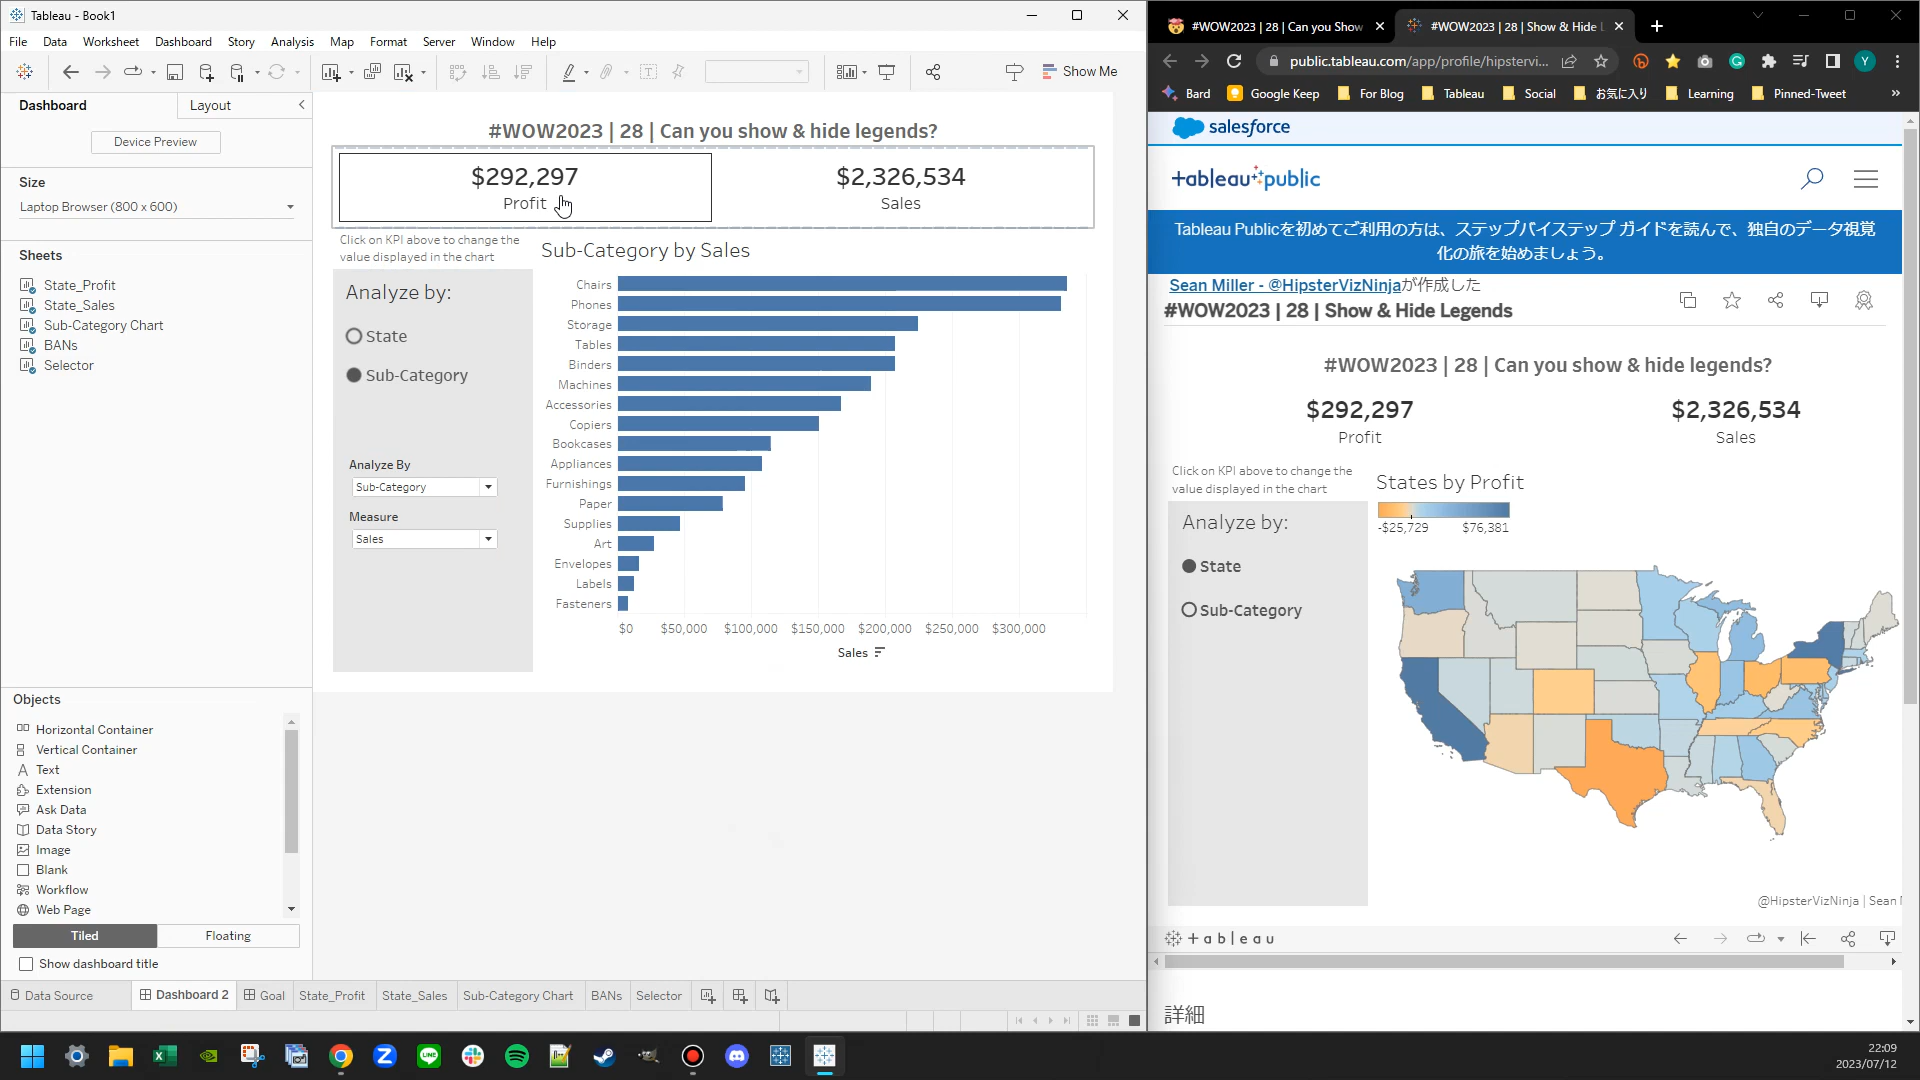 Tableau - Book1
File Data Worksheet Dashboard Story Analysis Map Format Server Window Help
Show Me
Dashboard
Layout
Device Preview
Size
Laptop Browser (800 x 600)
Sheets
State_Profit
State_Sales
Sub-Category Chart
BANs
Selector
Objects
Horizontal Container
Vertical Container
Text
Extension
Ask Data
Data Story
Image
Blank
Workflow
Web Page
Tiled
Floating
Show dashboard title
#WOW2023 | 28 | Can you show & hide legends?
$292,297
Profit
$2,326,534
Sales
Click on KPI above to change the
value displayed in the chart
Analyze by:
State
Sub-Category
Analyze By
Sub-Category
Measure
Sales
Sub-Category by Sales
Chairs
Phones
Storage
Tables
Binders
Machines
Accessories
Copiers
Bookcases
Appliances
Furnishings
Paper
Supplies
Art
Envelopes
Labels
Fasteners
$0 $50,000 $100,000 $150,000 $200,000 $250,000 $300,000
Sales
Data Source Dashboard 2 Goal State_Profit State_Sales Sub-Category Chart BANs Selector
#WOW2023 | 28 | Can you Show
#WOW2023 | 28 | Show & Hide L
public.tableau.com/app/profile/hipstervi...
Y
Bard Google Keep For Blog Tableau Social お気に入り Learning Pinned-Tweet »
salesforce
tableau public
Tableau Publicを初めてご利用の方は、ステップバイステップ ガイドを読んで、独自のデータ視覚
化の旅を始めましょう。
Sean Miller - @HipsterVizNinjaが作成した
#WOW2023 | 28 | Show & Hide Legends
#WOW2023 | 28 | Can you show & hide legends?
$292,297
Profit
$2,326,534
Sales
Click on KPI above to change the
value displayed in the chart
Analyze by:
State
Sub-Category
States by Profit
-$25,729 $76,381
@HipsterVizNinja | Sean
tableau
詳細
22:09
2023/07/12